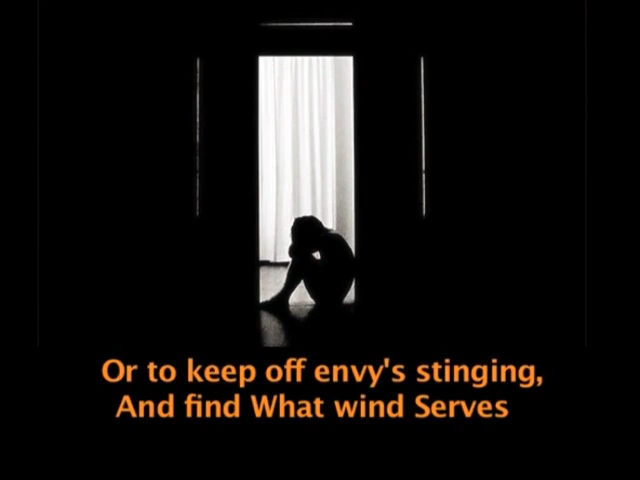 Or to keep off envy's stinging,
And find What wind Serves